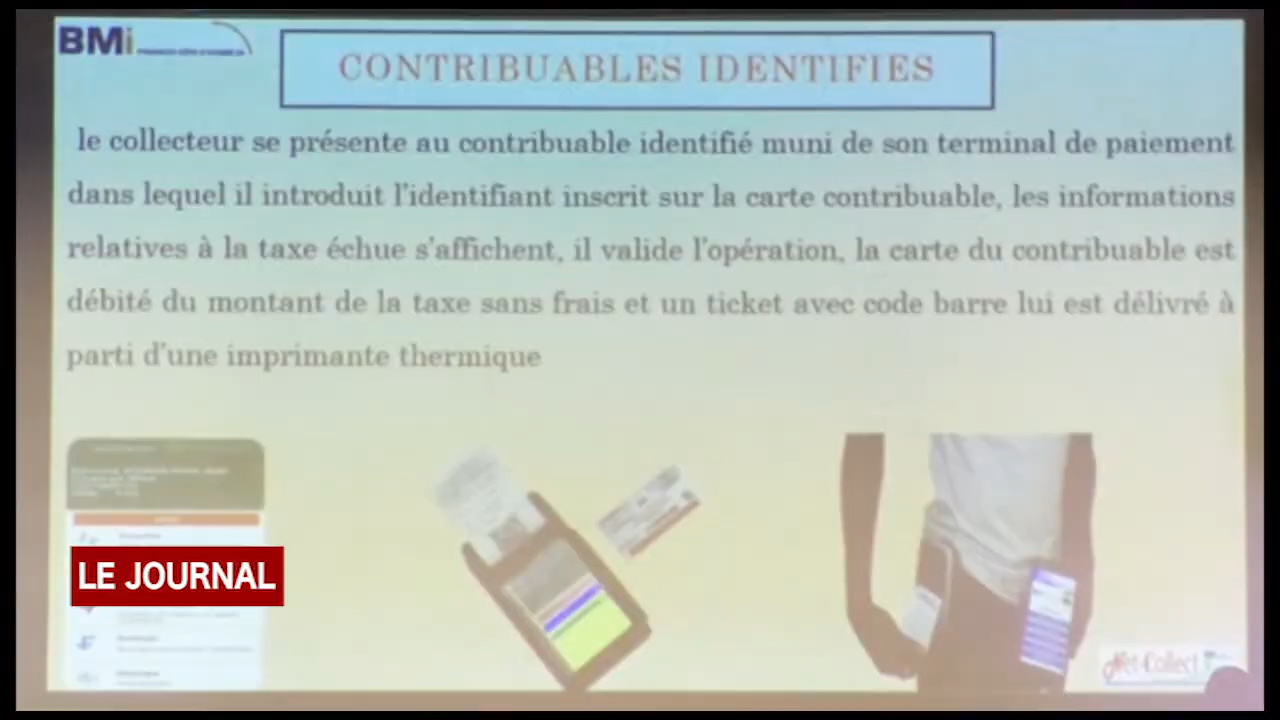 BMi
CONTRIBUABLES IDENTIFIES
le collecteur se présente au contribuable identifié muni de son terminal de paiement
dans lequel il introduit l'identifiant inscrit sur la carte contribuable, les informations
relatives à la taxe échue s'affichent, il valide l'opération, la carte du contribuable est
débité du montant de la taxe sans frais et un ticket avec code barre lui est délivré à
parti d'une imprimante thermique
LE JOURNAL
Net-Collect